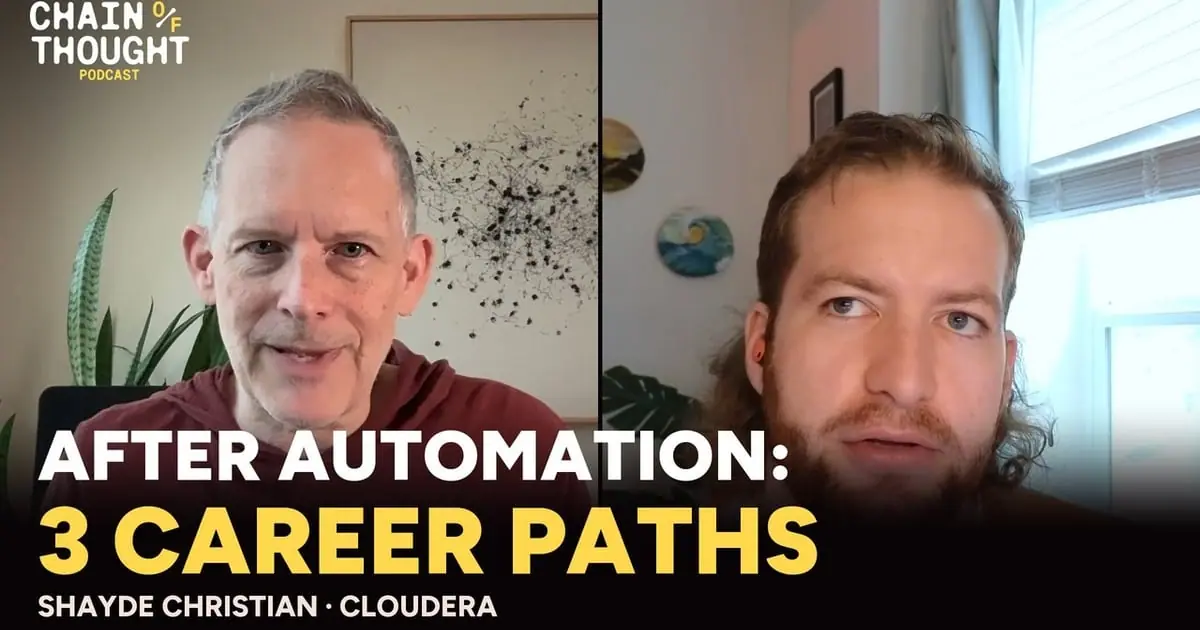 CHAIN OF
THOUGHT
PODCAST
AFTER AUTOMATION:
3 CAREER PATHS
SHAYDE CHRISTIAN · CLOUDERA